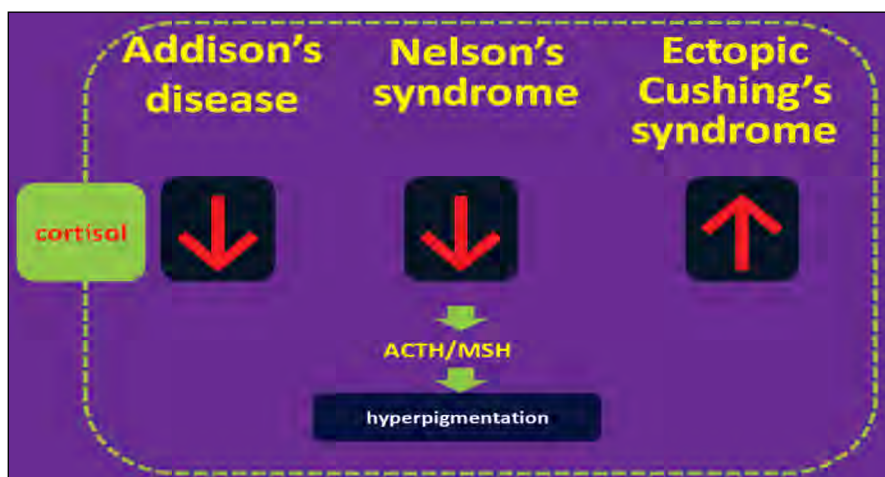 Addison's
disease
Nelson's
syndrome
Ectopic
Cushing's
syndrome
cortisol
ACTH/MSH
hyperpigmentation